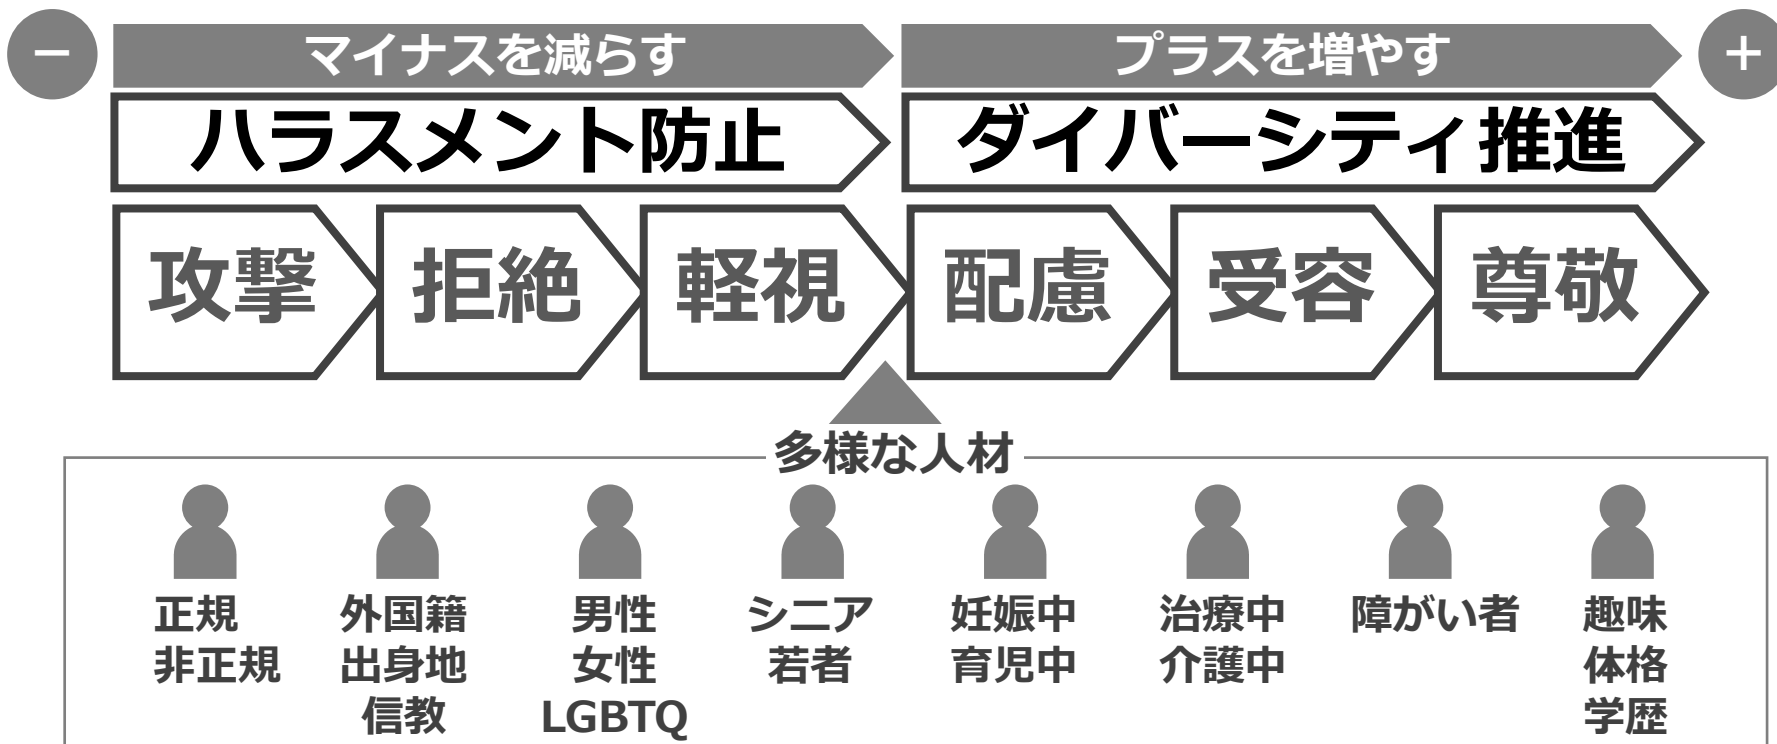 － マイナスを減らす プラスを増やす ＋
ハラスメント防止 ダイバーシティ推進
攻撃 拒絶 軽視 配慮 受容 尊敬
多様な人材
正規 外国籍 男性 シニア 妊娠中 治療中 障がい者 趣味
非正規 出身地 女性 若者 育児中 介護中 体格
信教 LGBTQ 学歴